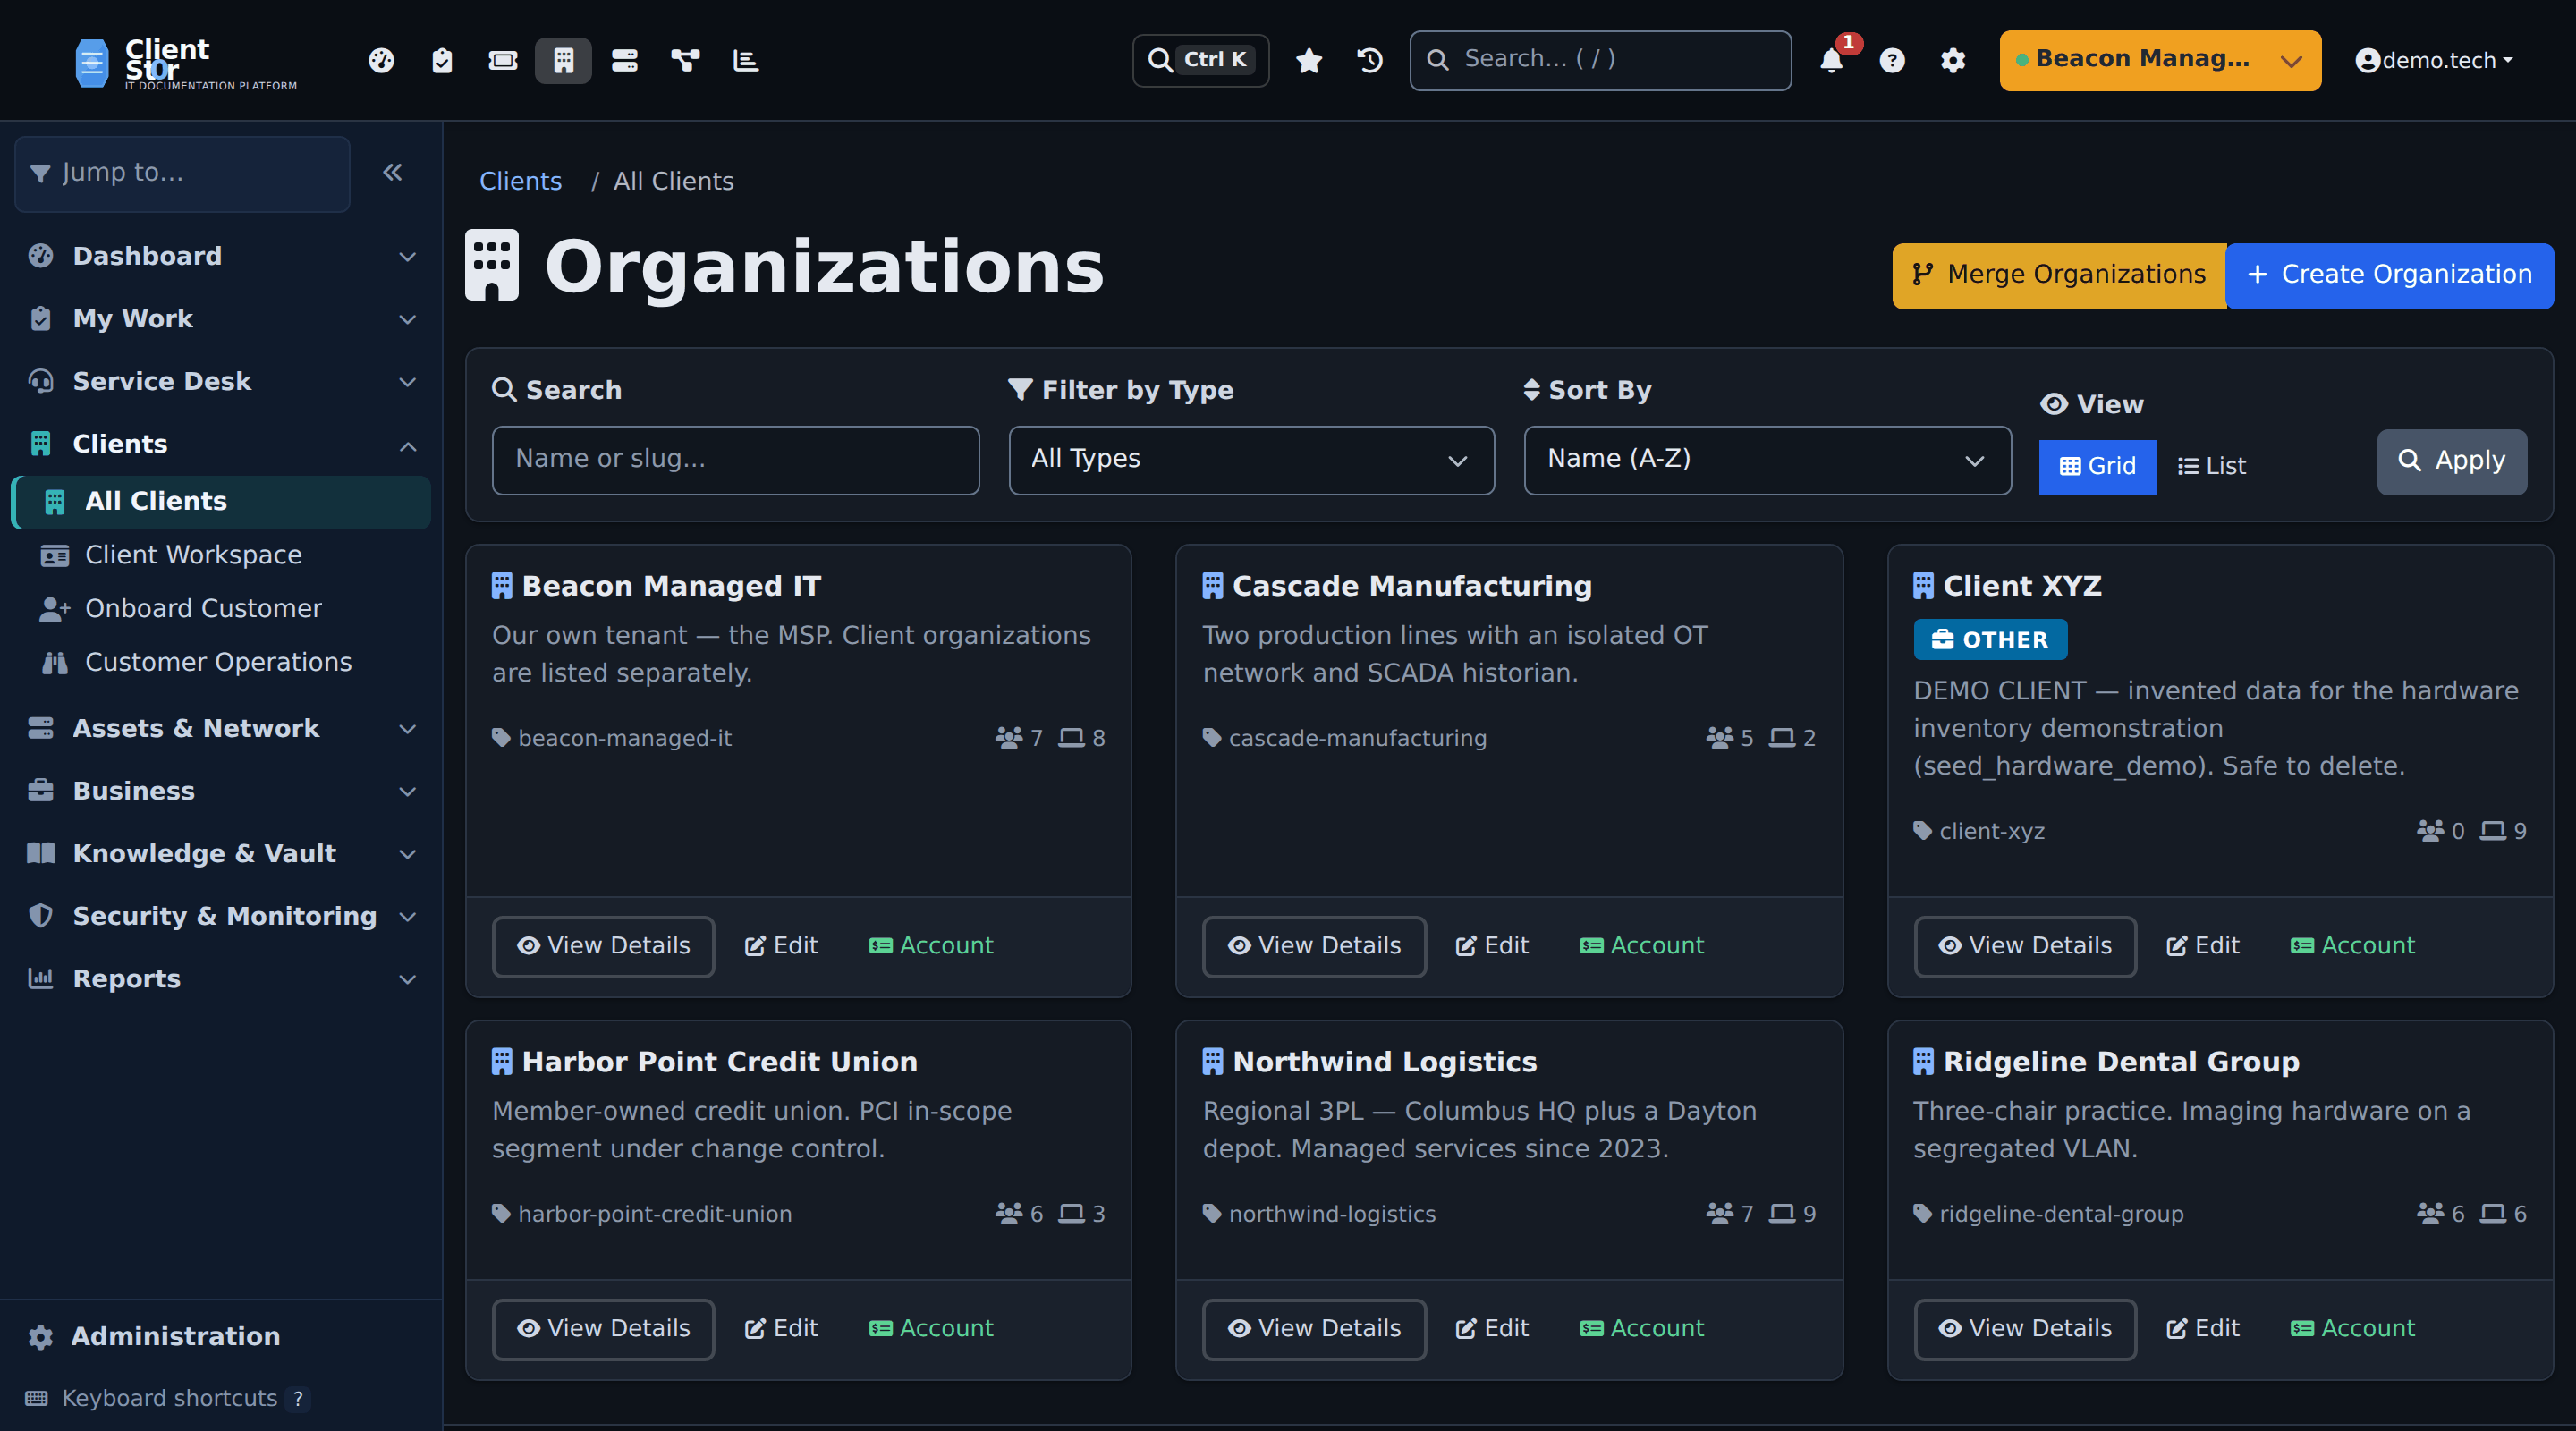 Client
St0r
IT DOCUMENTATION PLATFORM
Ctrl K
Search... ( / )
1
Beacon Manag...
demo.tech
Jump to...
Dashboard
My Work
Service Desk
Clients
All Clients
Client Workspace
Onboard Customer
Customer Operations
Assets & Network
Business
Knowledge & Vault
Security & Monitoring
Reports
Administration
Keyboard shortcuts ?
Clients / All Clients
Organizations
Merge Organizations
Create Organization
Search
Name or slug...
Filter by Type
All Types
Sort By
Name (A-Z)
View
Grid
List
Apply
Beacon Managed IT
Our own tenant — the MSP. Client organizations
are listed separately.
beacon-managed-it 7 8
View Details Edit Account
Cascade Manufacturing
Two production lines with an isolated OT
network and SCADA historian.
cascade-manufacturing 5 2
View Details Edit Account
Client XYZ
OTHER
DEMO CLIENT — invented data for the hardware
inventory demonstration
(seed_hardware_demo). Safe to delete.
client-xyz 0 9
View Details Edit Account
Harbor Point Credit Union
Member-owned credit union. PCI in-scope
segment under change control.
harbor-point-credit-union 6 3
View Details Edit Account
Northwind Logistics
Regional 3PL — Columbus HQ plus a Dayton
depot. Managed services since 2023.
northwind-logistics 7 9
View Details Edit Account
Ridgeline Dental Group
Three-chair practice. Imaging hardware on a
segregated VLAN.
ridgeline-dental-group 6 6
View Details Edit Account